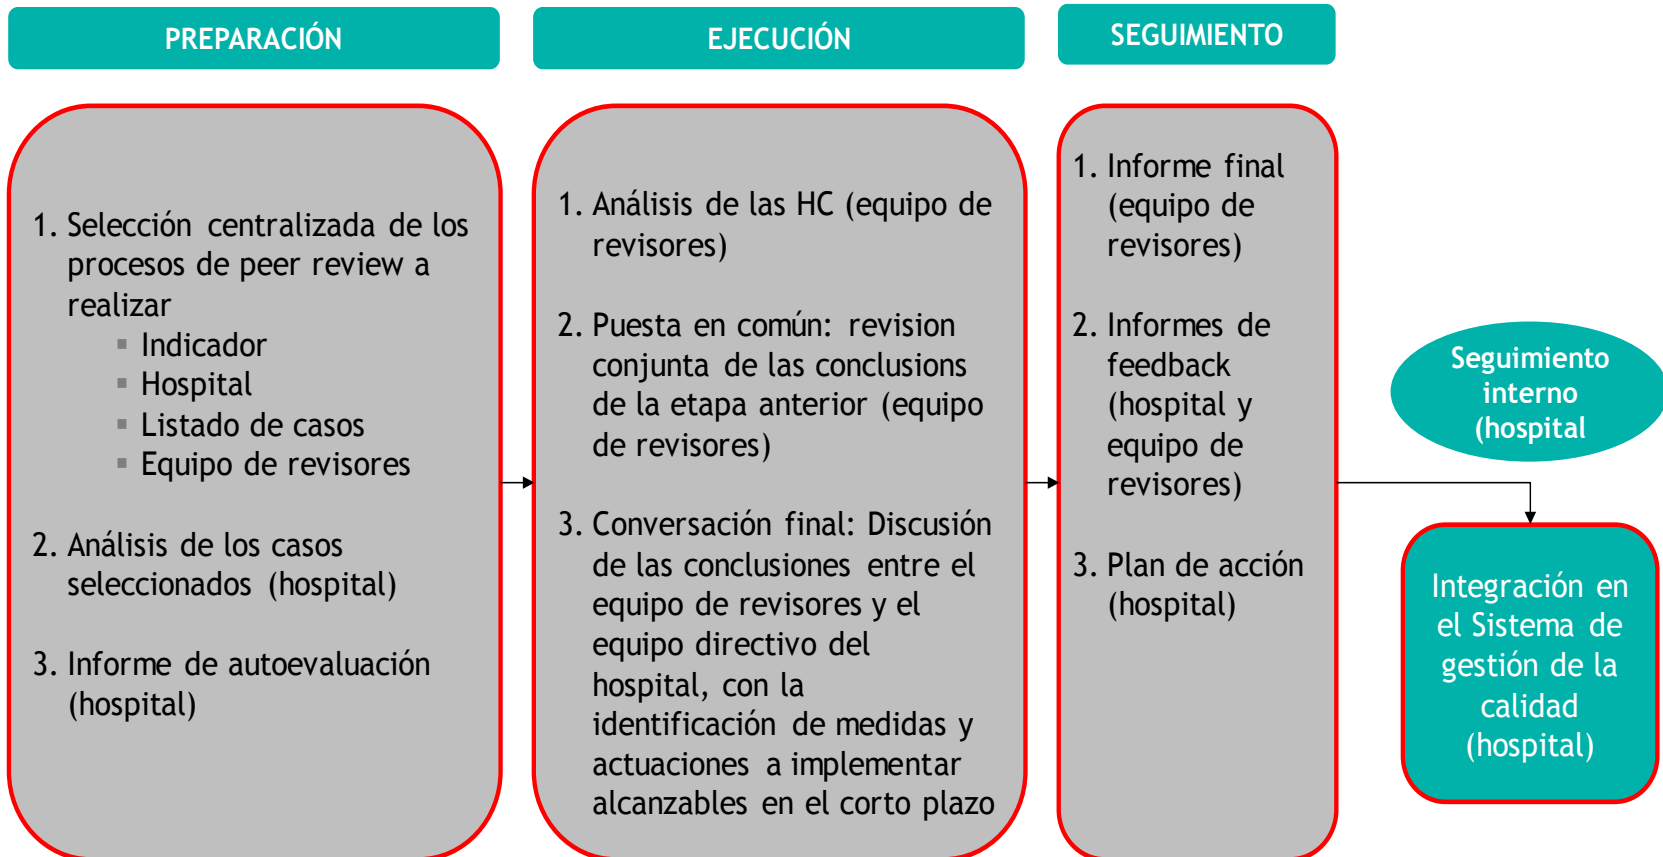 PREPARACIÓN
1. Selección centralizada de los
procesos de peer review a
realizar
▪ Indicador
▪ Hospital
▪ Listado de casos
▪ Equipo de revisores
2. Análisis de los casos
seleccionados (hospital)
3. Informe de autoevaluación
(hospital)
EJECUCIÓN
1. Análisis de las HC (equipo de
revisores)
2. Puesta en común: revision
conjunta de las conclusions
de la etapa anterior (equipo
de revisores)
3. Conversación final: Discusión
de las conclusiones entre el
equipo de revisores y el
equipo directivo del
hospital, con la
identificación de medidas y
actuaciones a implementar
alcanzables en el corto plazo
SEGUIMIENTO
1. Informe final
(equipo de
revisores)
2. Informes de
feedback
(hospital y
equipo de
revisores)
3. Plan de acción
(hospital)
Seguimiento
interno
(hospital
Integración en
el Sistema de
gestión de la
calidad
(hospital)